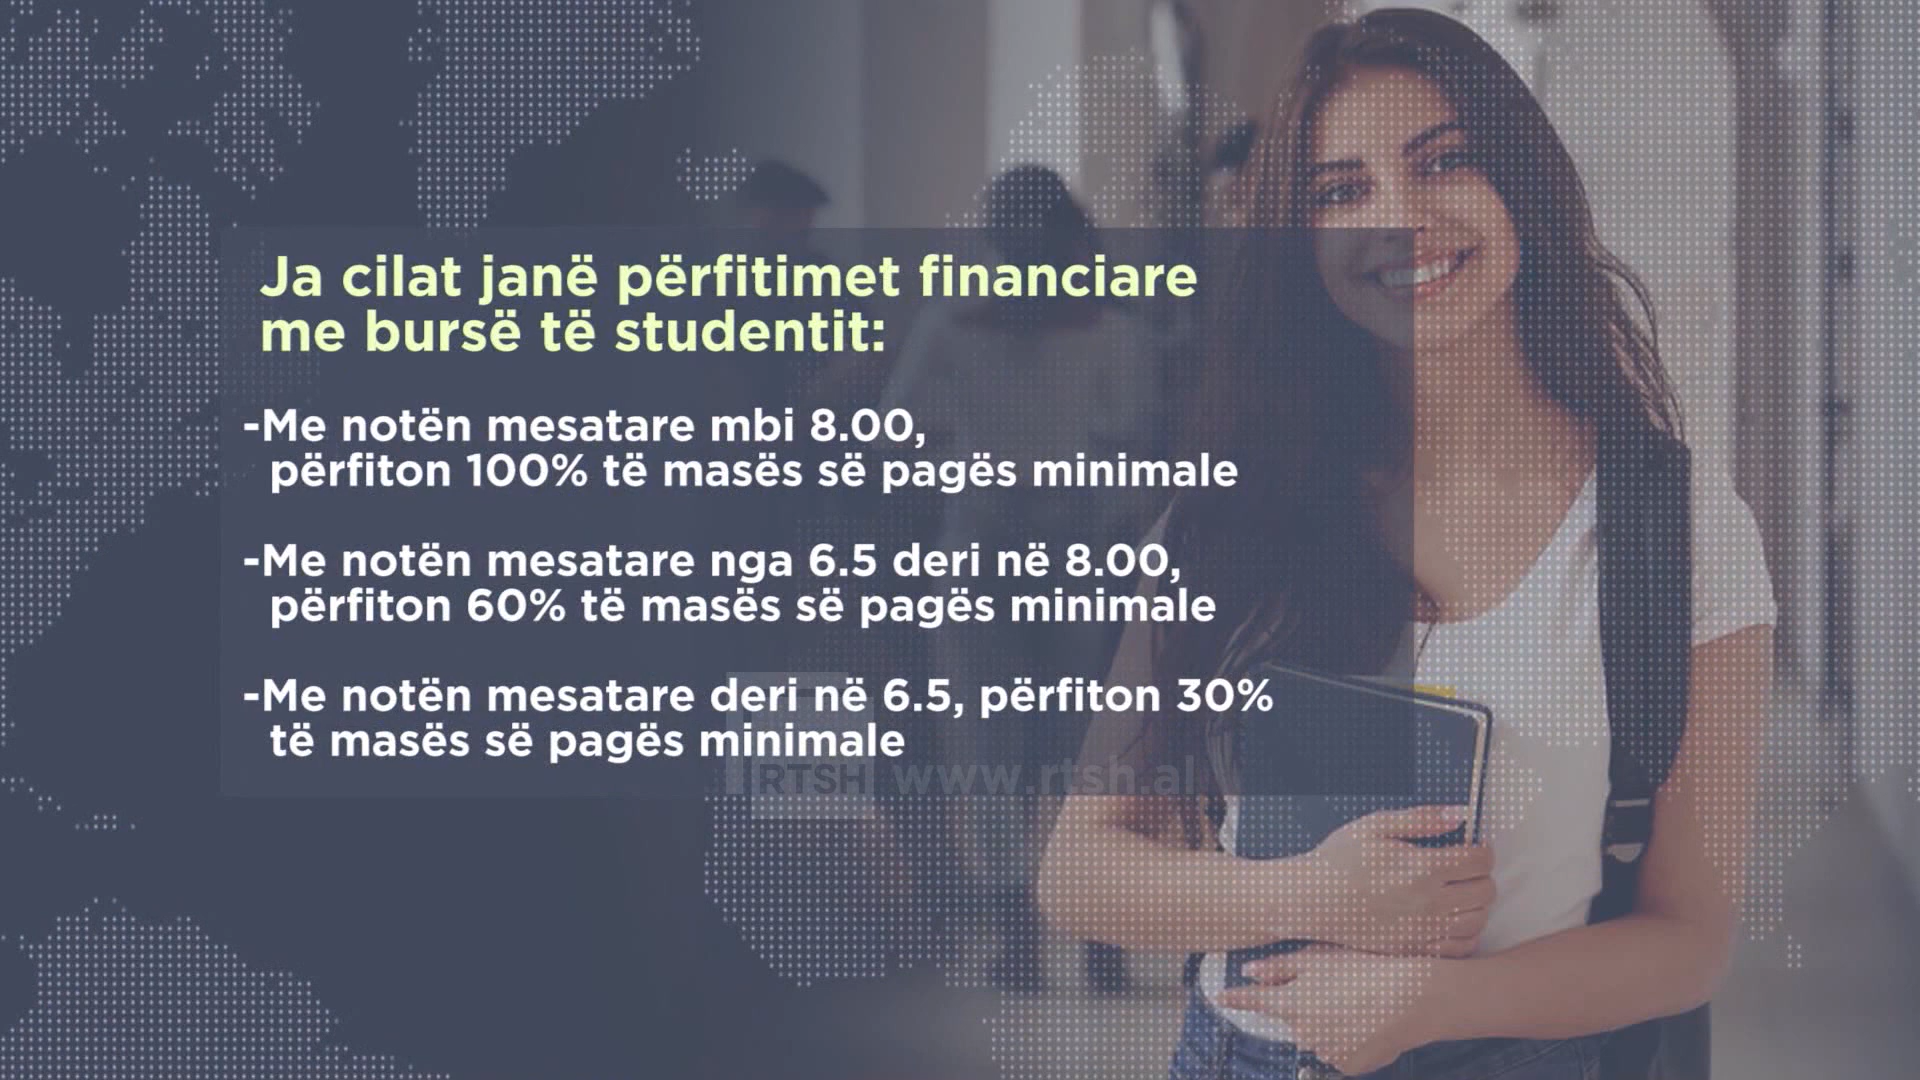 Ja cilat janë përfitimet financiare
me bursë të studentit:
-Me notën mesatare mbi 8.00,
përfiton 100% të masës së pagës minimale
-Me notën mesatare nga 6.5 deri në 8.00,
përfiton 60% të masës së pagës minimale
-Me notën mesatare deri në 6.5, përfiton 30%
të masës së pagës minimale
RTSH www.rtsh.al